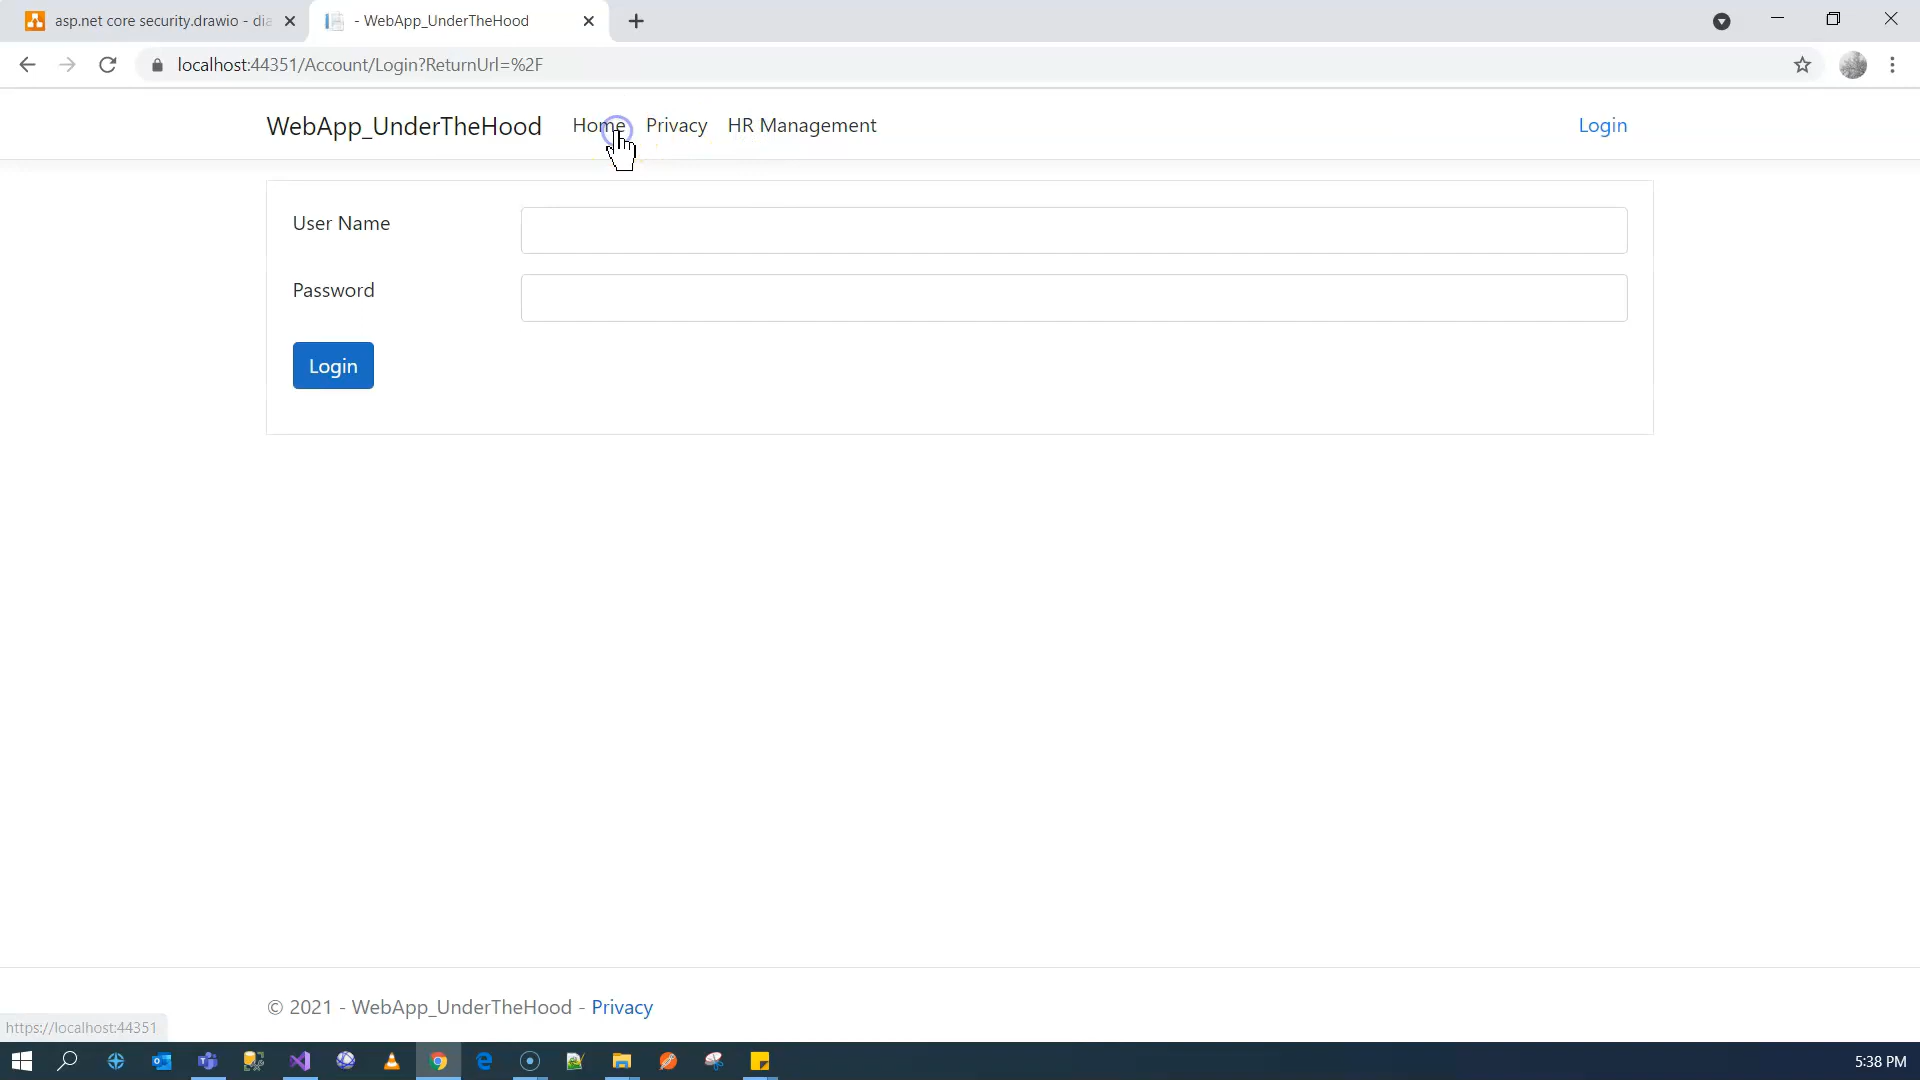 asp.net core security.drawio - dia
- WebApp_UnderTheHood
localhost:44351/Account/Login?ReturnUrl=%2F
WebApp_UnderTheHood Home Privacy HR Management Login
User Name
Password
Login
© 2021 - WebApp_UnderTheHood - Privacy
https://localhost:44351
5:38 PM